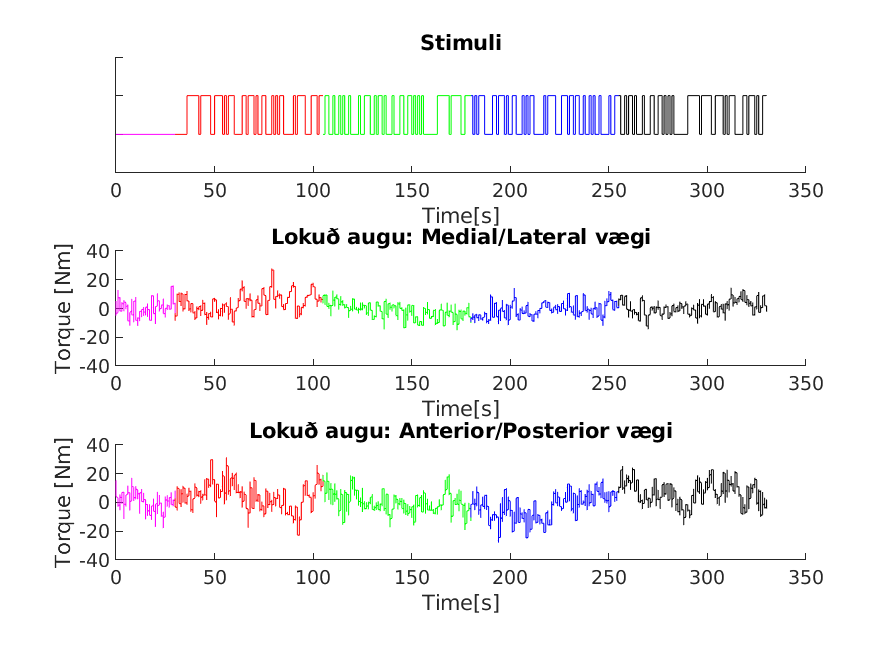 Stimuli
0 50 100 150 200 250 300 350
Time[s]
Lokuð augu: Medial/Lateral vægi
Torque [Nm]
40
20
0
-20
-40
0 50 100 150 200 250 300 350
Time[s]
Lokuð augu: Anterior/Posterior vægi
Torque [Nm]
40
20
0
-20
-40
0 50 100 150 200 250 300 350
Time[s]